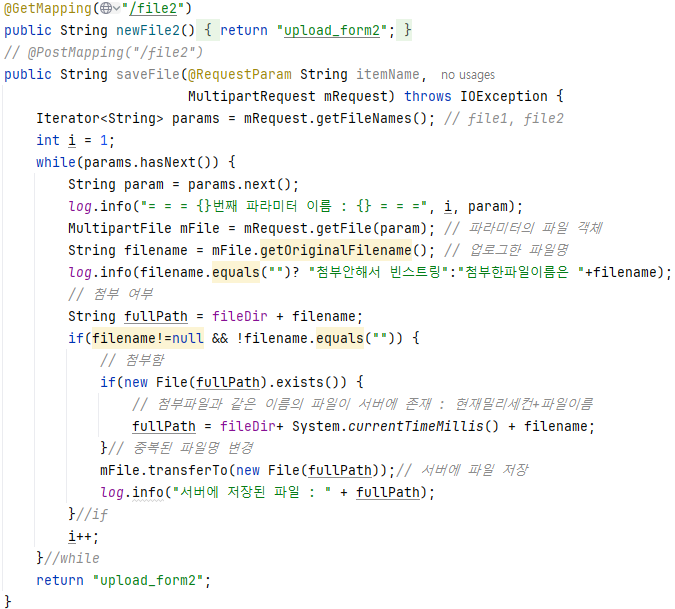 @GetMapping("/file2")
public String newFile2() { return "upload_form2"; }
// @PostMapping("/file2")
public String saveFile(@RequestParam String itemName,  no usages
                       MultipartRequest mRequest) throws IOException {
    Iterator<String> params = mRequest.getFileNames(); // file1, file2
    int i = 1;
    while(params.hasNext()) {
        String param = params.next();
        log.info("= = = {}번째 파라미터 이름 : {} = = =", i, param);
        MultipartFile mFile = mRequest.getFile(param); // 파라미터의 파일 객체
        String filename = mFile.getOriginalFilename(); // 업로그한 파일명
        log.info(filename.equals("")? "첨부안해서 빈스트링":"첨부한파일이름은 "+filename);
        // 첨부 여부
        String fullPath = fileDir + filename;
        if(filename!=null && !filename.equals("")) {
            // 첨부함
            if(new File(fullPath).exists()) {
                // 첨부파일과 같은 이름의 파일이 서버에 존재 : 현재밀리세컨+파일이름
                fullPath = fileDir+ System.currentTimeMillis() + filename;
            }// 중복된 파일명 변경
            mFile.transferTo(new File(fullPath));// 서버에 파일 저장
            log.info("서버에 저장된 파일 : " + fullPath);
        }//if
        i++;
    }//while
    return "upload_form2";
}